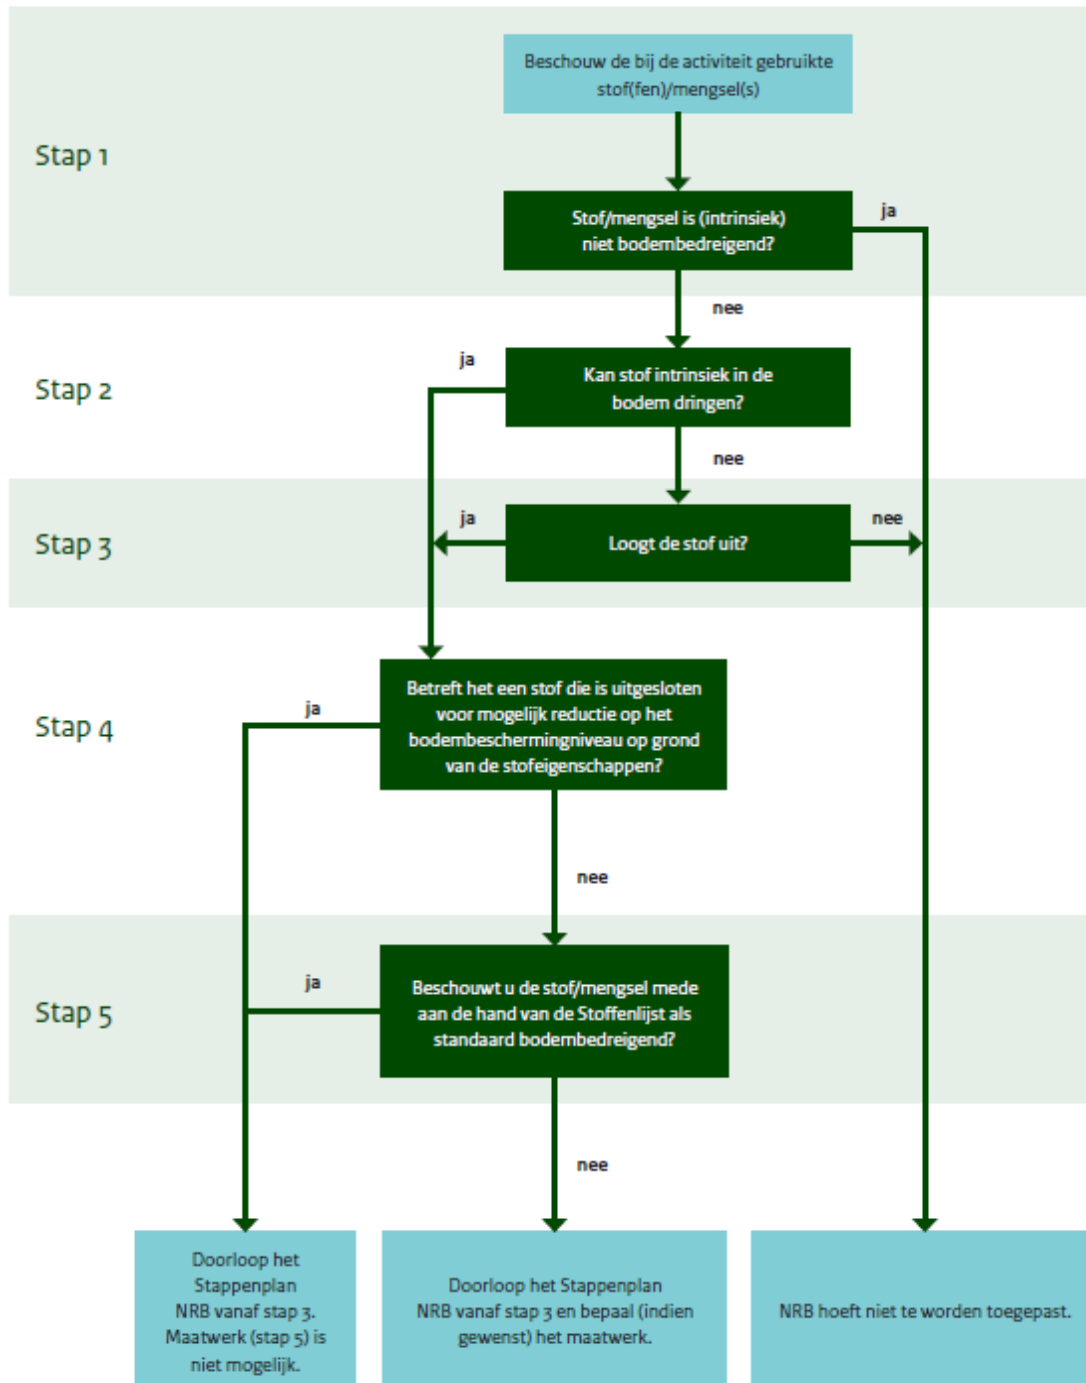 Beschouw de bij de activiteit gebruikte
stof(fen)/mengsel(s)
Stap 1
Stof/mengsel is (intrinsiek)
niet bodembedreigend?
ja
nee
Stap 2
ja
Kan stof intrinsiek in de
bodem dringen?
nee
Stap 3
ja
Loogt de stof uit?
nee
Stap 4
ja
Betreft het een stof die is uitgesloten
voor mogelijk reductie op het
bodembeschermingniveau op grond
van de stofeigenschappen?
nee
Stap 5
ja
Beschouwt u de stof/mengsel mede
aan de hand van de Stoffenlijst als
standaard bodembedreigend?
nee
Doorloop het
Stappenplan
NRB vanaf stap 3.
Maatwerk (stap 5) is
niet mogelijk.
Doorloop het Stappenplan
NRB vanaf stap 3 en bepaal (indien
gewenst) het maatwerk.
NRB hoeft niet te worden toegepast.